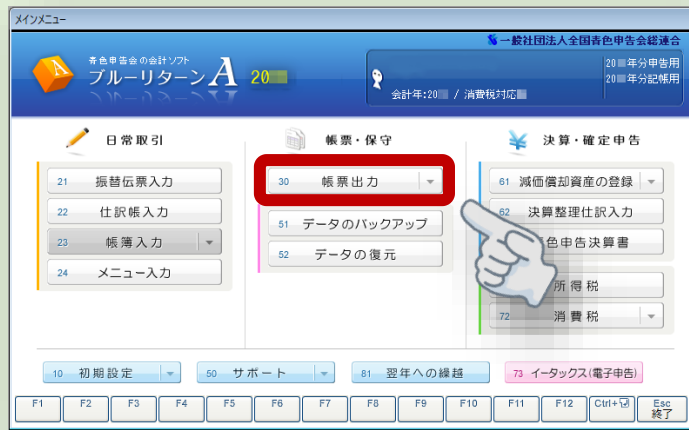 メインメニュー
一般社団法人全国青色申告会総連合
青色申告会の会計ソフト
ブルーリターンA 20
20 年分申告用
20 年分記帳用
会計年:20 / 消費税対応
日常取引
帳票・保守
決算・確定申告
21 振替伝票入力
30 帳票出力
61 減価償却資産の登録
22 仕訳帳入力
51 データのバックアップ
62 決算整理仕訳入力
23 帳簿入力
52 データの復元
色申告決算書
24 メニュー入力
所得税
72 消費税
10 初期設定
50 サポート
81 翌年への繰越
73 イータックス(電子申告)
F1 F2 F3 F4 F5 F6 F7 F8 F9 F10 F11 F12 Ctrl+ Esc
終了